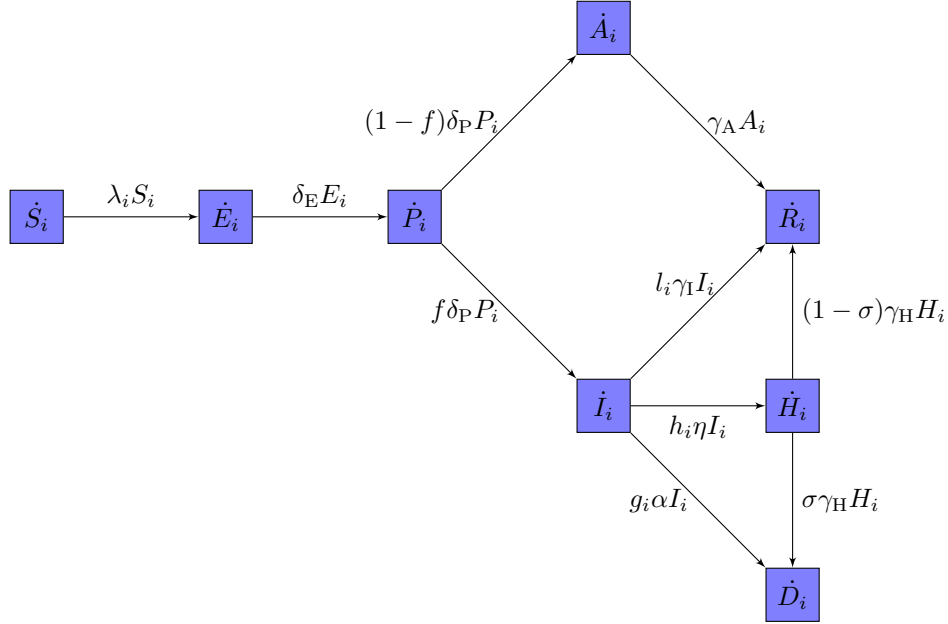 Ȧ_i
(1 − f)δ_P P_i
γ_A A_i
Ṡ_i
λ_i S_i
Ė_i
δ_E E_i
Ṗ_i
Ṙ_i
f δ_P P_i
l_i γ_I I_i
(1 − σ)γ_H H_i
İ_i
h_i η I_i
Ḣ_i
g_i α I_i
σγ_H H_i
Ḋ_i